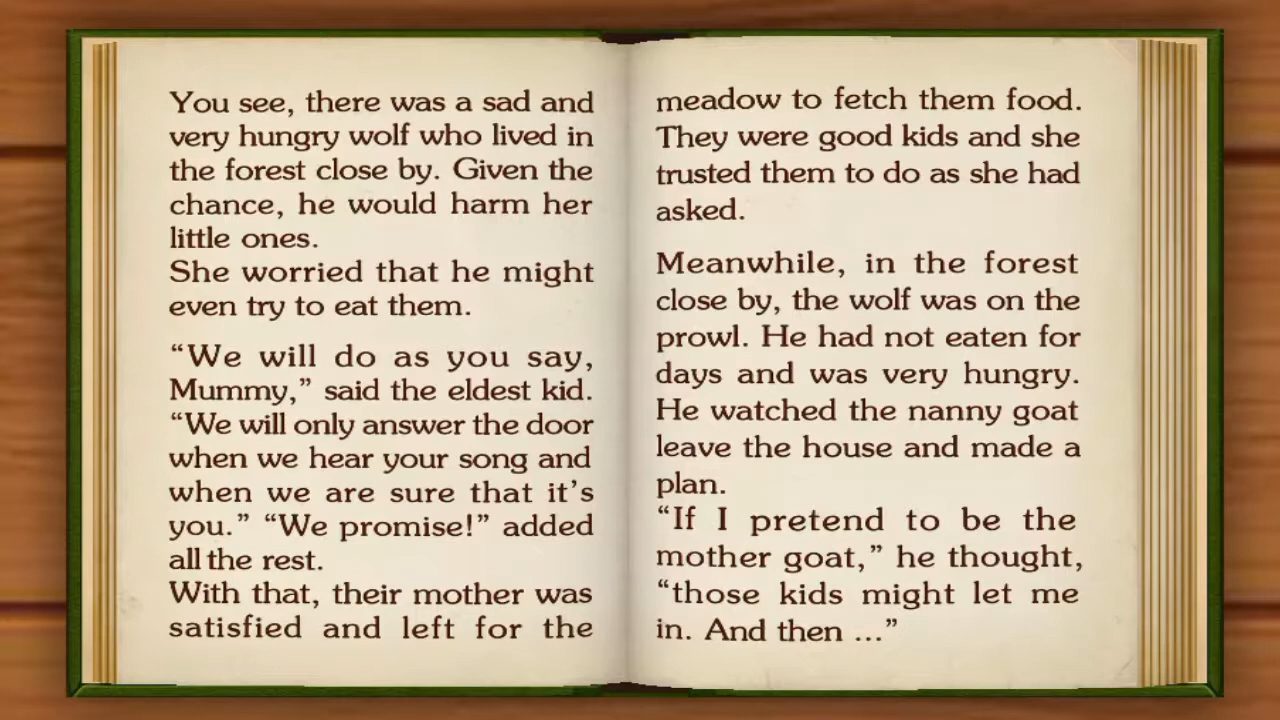 You see, there was a sad and
very hungry wolf who lived in
the forest close by. Given the
chance, he would harm her
little ones.
She worried that he might
even try to eat them.
“We will do as you say,
Mummy,” said the eldest kid.
“We will only answer the door
when we hear your song and
when we are sure that it’s
you.” “We promise!” added
all the rest.
With that, their mother was
satisfied and left for the
meadow to fetch them food.
They were good kids and she
trusted them to do as she had
asked.
Meanwhile, in the forest
close by, the wolf was on the
prowl. He had not eaten for
days and was very hungry.
He watched the nanny goat
leave the house and made a
plan.
“If I pretend to be the
mother goat,” he thought,
“those kids might let me
in. And then ...”